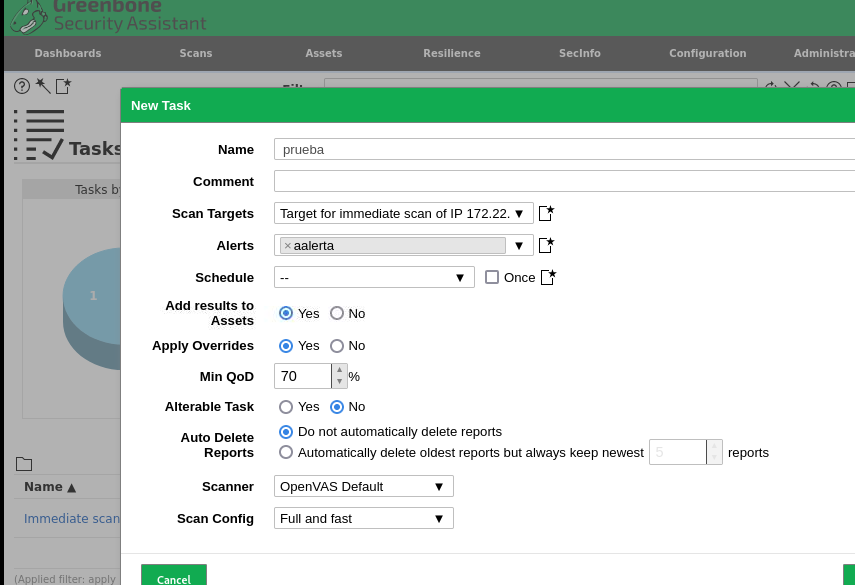 Greenbone
Security Assistant
Dashboards Scans Assets Resilience SecInfo Configuration Administra
New Task
Name prueba
Comment
Tasks
Scan Targets Target for immediate scan of IP 172.22.
Tasks b
Alerts × aalerta
Schedule -- Once
1
Add results to
Assets Yes No
Apply Overrides Yes No
Min QoD 70 %
Alterable Task Yes No
Auto Delete
Reports Do not automatically delete reports
Automatically delete oldest reports but always keep newest 5 reports
Name ▲
Scanner OpenVAS Default
Immediate scan
Scan Config Full and fast
(Applied filter: apply
Cancel